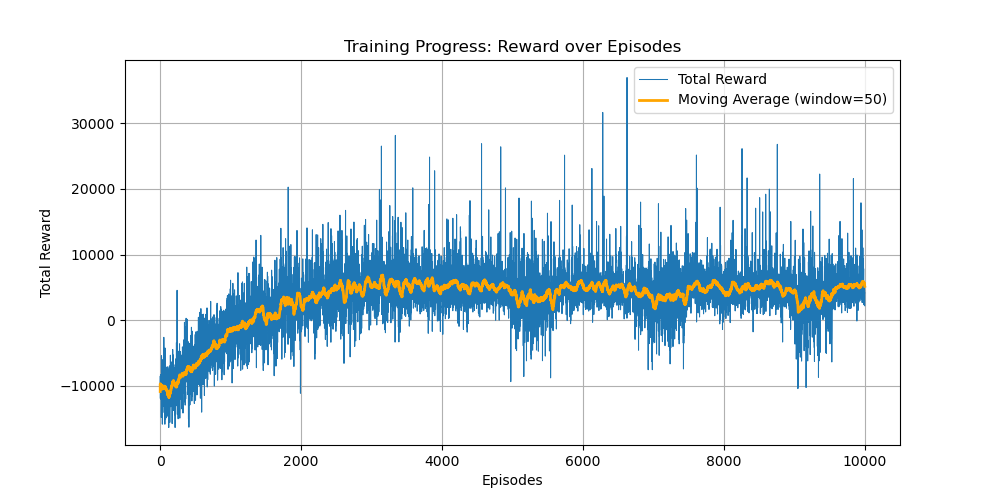 Training Progress: Reward over Episodes
Total Reward
Moving Average (window=50)
30000
20000
10000
0
−10000
Total Reward
0
2000
4000
6000
8000
10000
Episodes